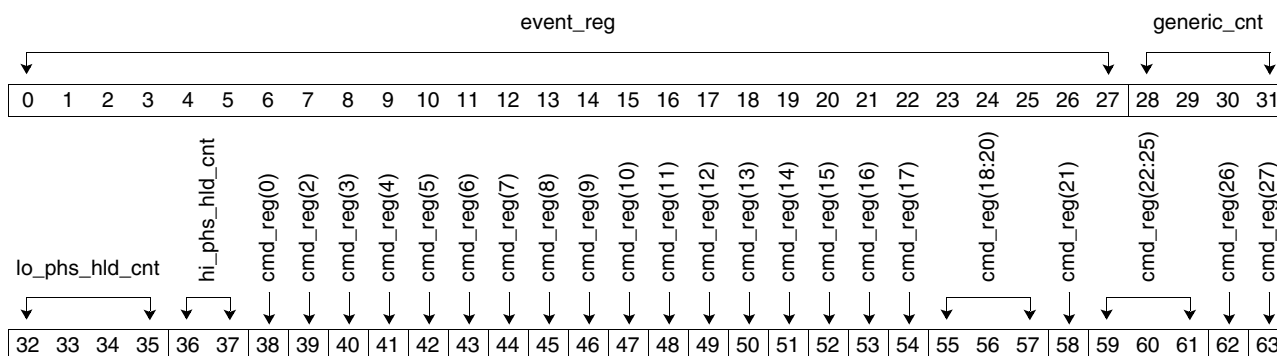 event_reg generic_cnt
0 1 2 3 4 5 6 7 8 9 10 11 12 13 14 15 16 17 18 19 20 21 22 23 24 25 26 27 28 29 30 31
lo_phs_hld_cnt hi_phs_hld_cnt cmd_reg(0) cmd_reg(2) cmd_reg(3) cmd_reg(4) cmd_reg(5) cmd_reg(6) cmd_reg(7) cmd_reg(8) cmd_reg(9) cmd_reg(10) cmd_reg(11) cmd_reg(12) cmd_reg(13) cmd_reg(14) cmd_reg(15) cmd_reg(16) cmd_reg(17) cmd_reg(18:20) cmd_reg(21) cmd_reg(22:25) cmd_reg(26) cmd_reg(27)
32 33 34 35 36 37 38 39 40 41 42 43 44 45 46 47 48 49 50 51 52 53 54 55 56 57 58 59 60 61 62 63